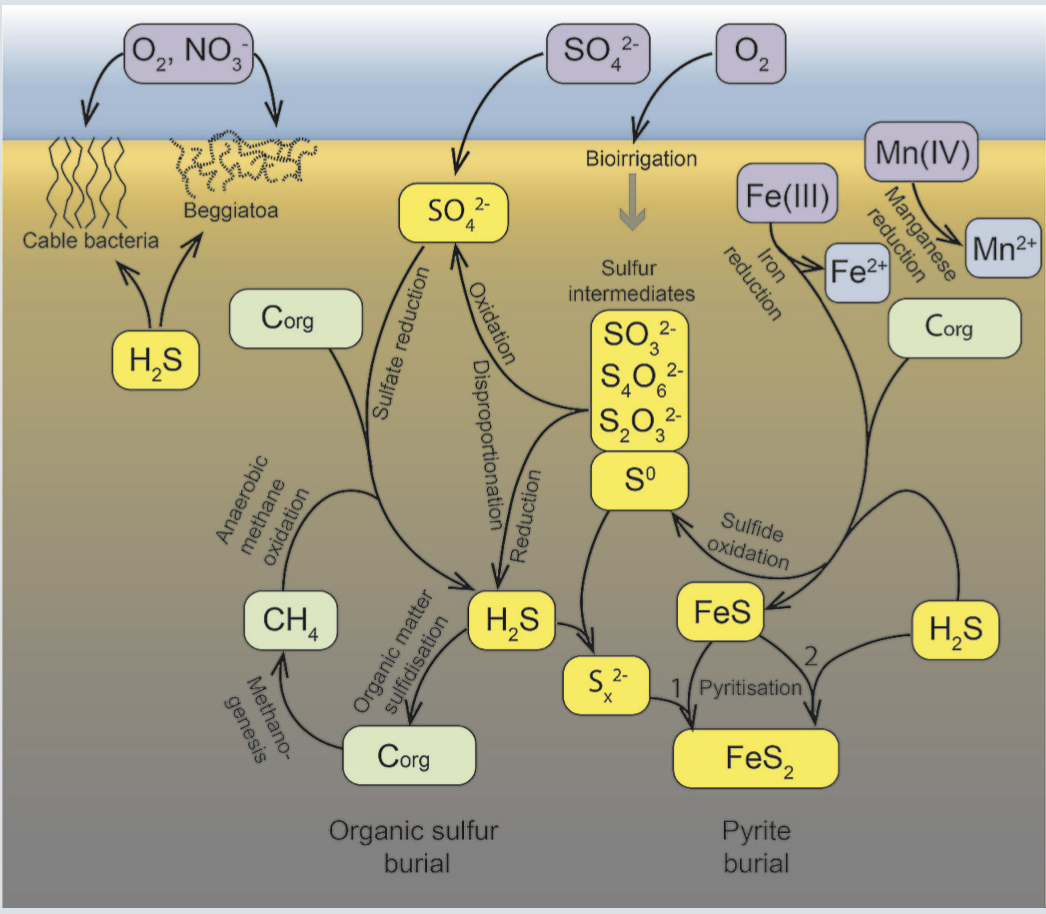 O₂, NO₃⁻
SO₄²⁻
O₂
Cable bacteria
Beggiatoa
H₂S
SO₄²⁻
Bioirrigation
Sulfur
intermediates
SO₃²⁻
S₄O₆²⁻
S₂O₃²⁻
S⁰
Fe(III)
Mn(IV)
Iron
reduction
Fe²⁺
Manganese
reduction
Mn²⁺
Corg
Corg
Sulfate reduction
Oxidation
Disproportionation
Reduction
Anaerobic
methane
oxidation
Sulfide
oxidation
CH₄
H₂S
FeS
H₂S
Organic matter
sulfidisation
Sₓ²⁻
1
Pyritisation
2
Methano-
genesis
Corg
FeS₂
Organic sulfur
burial
Pyrite
burial